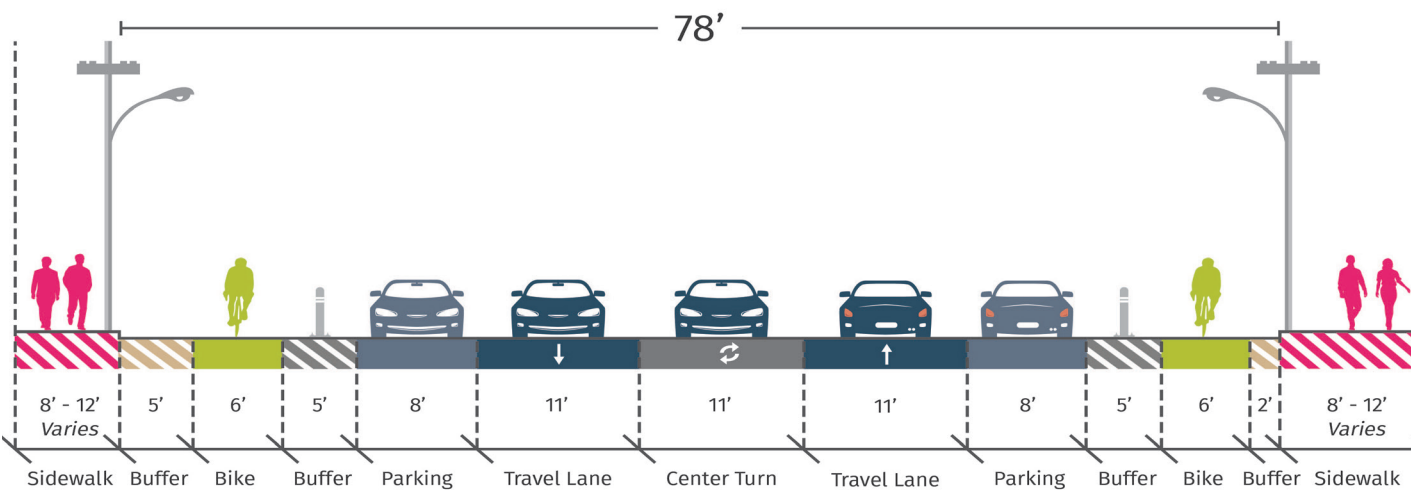 78’
8’ - 12’ 5’ 6’ 5’ 8’ 11’ 11’ 11’ 8’ 5’ 6’ 2’ 8’ - 12’
Varies Varies
Sidewalk Buffer Bike Buffer Parking Travel Lane Center Turn Travel Lane Parking Buffer Bike Buffer Sidewalk